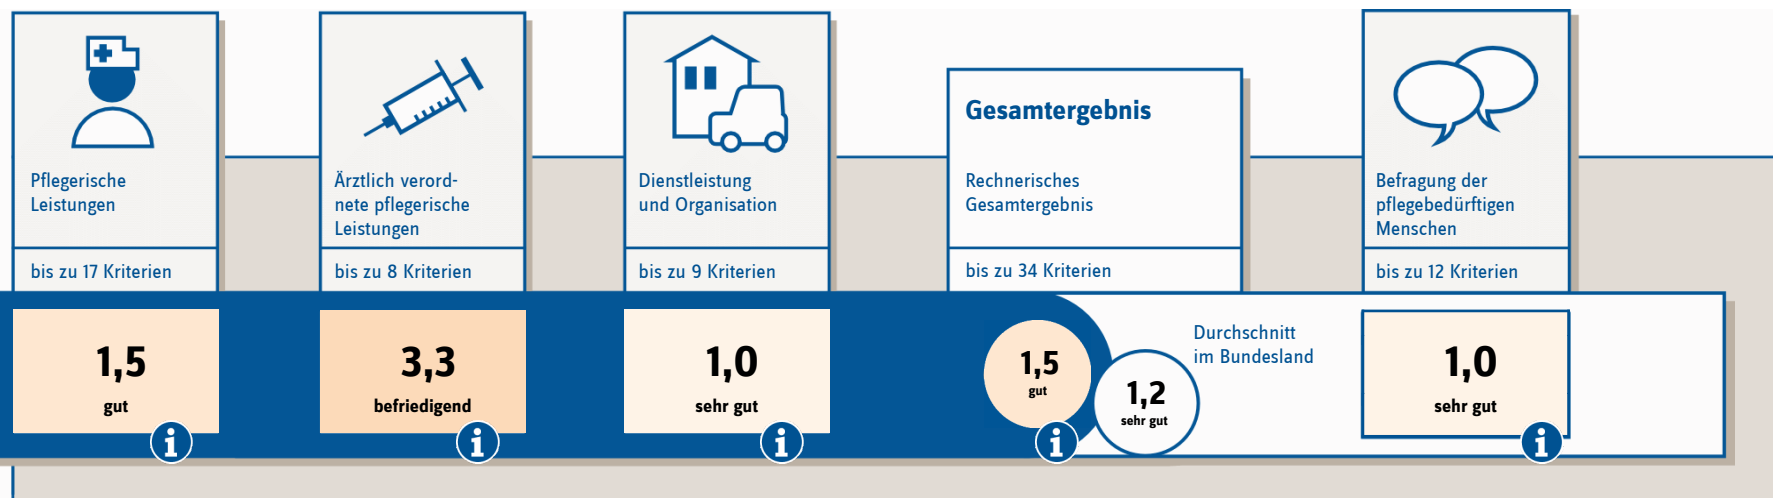 Pflegerische
Leistungen
bis zu 17 Kriterien
1,5
gut
i
Ärztlich verord-
nete pflegerische
Leistungen
bis zu 8 Kriterien
3,3
befriedigend
i
Dienstleistung
und Organisation
bis zu 9 Kriterien
1,0
sehr gut
i
Gesamtergebnis
Rechnerisches
Gesamtergebnis
bis zu 34 Kriterien
1,5
gut
i
1,2
sehr gut
Durchschnitt
im Bundesland
Befragung der
pflegebedürftigen
Menschen
bis zu 12 Kriterien
1,0
sehr gut
i